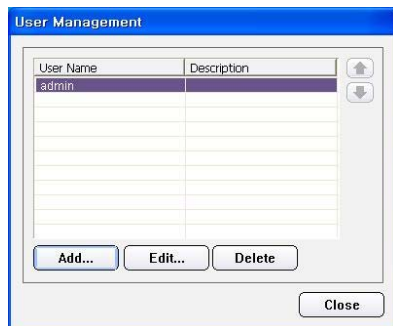 User Management
User Name Description
admin
Add... Edit... Delete
Close